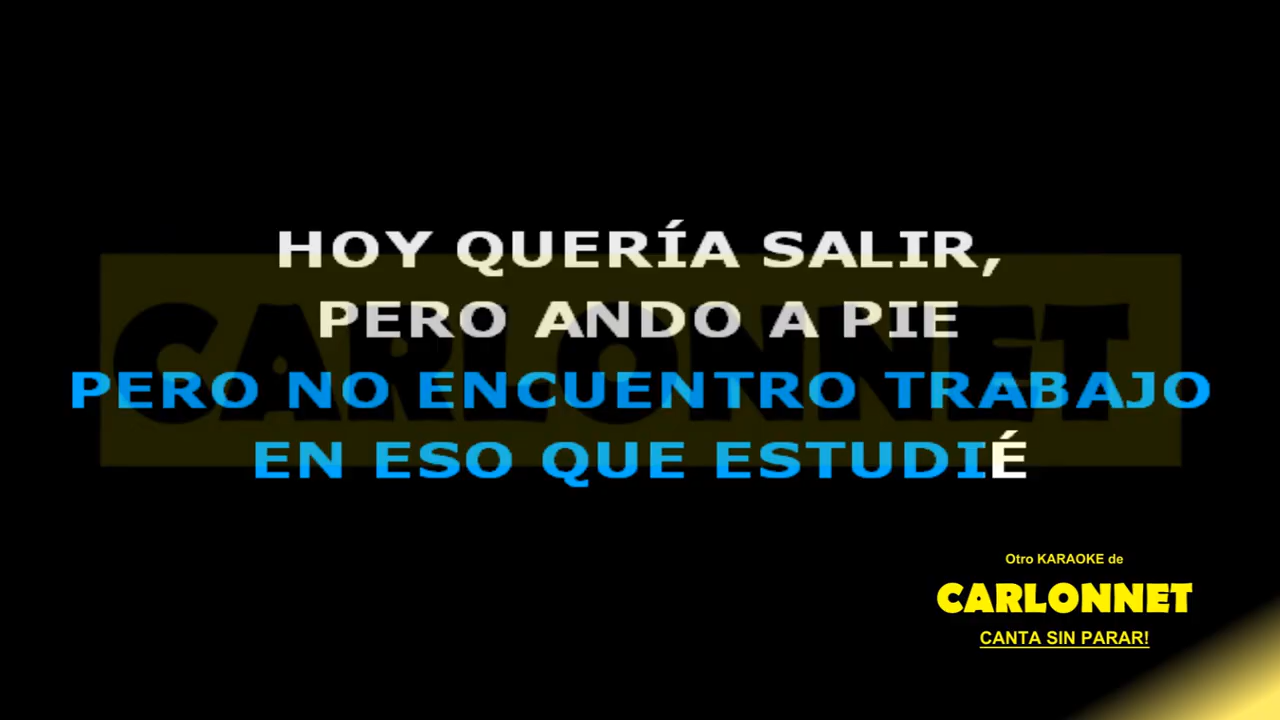 HOY QUERÍA SALIR,
PERO ANDO A PIE
PERO NO ENCUENTRO TRABAJO
EN ESO QUE ESTUDIÉ
CARLONNET
Otro KARAOKE de
CARLONNET
CANTA SIN PARAR!